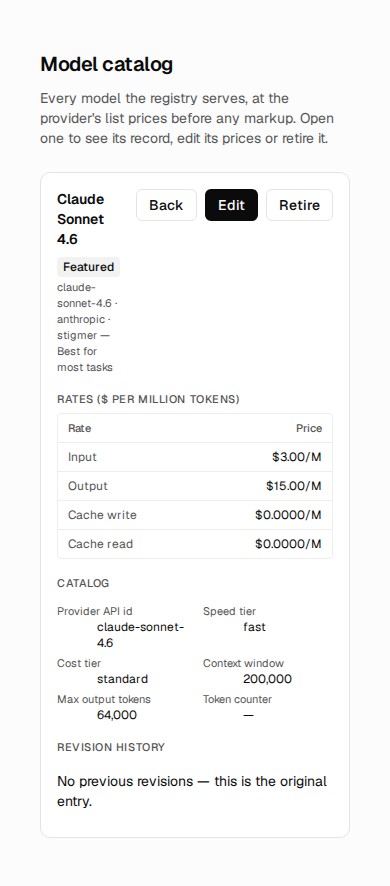 Model catalog
Every model the registry serves, at the
provider's list prices before any markup. Open
one to see its record, edit its prices or retire it.
Claude
Sonnet
4.6
Back Edit Retire
Featured
claude-
sonnet-4.6 ·
anthropic ·
stigmer —
Best for
most tasks
RATES ($ PER MILLION TOKENS)
Rate Price
Input $3.00/M
Output $15.00/M
Cache write $0.0000/M
Cache read $0.0000/M
CATALOG
Provider API id Speed tier
claude-sonnet- fast
4.6
Cost tier Context window
standard 200,000
Max output tokens Token counter
64,000 —
REVISION HISTORY
No previous revisions — this is the original
entry.